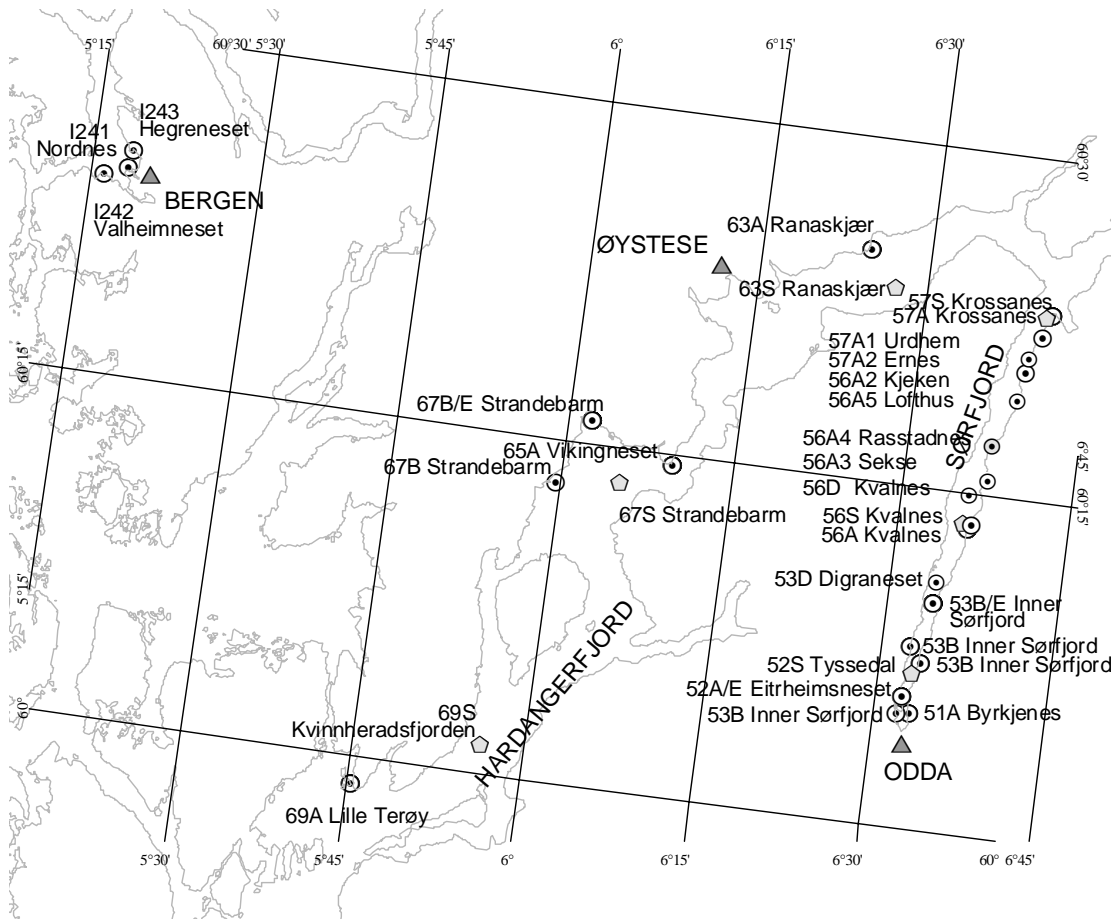 5°15'
60°30' 5°30'
5°45'
6°
6°15'
6°30'
60°30'
I243
Hegreneset
I241
Nordnes
BERGEN
I242
Valheimneset
63A Ranaskjær
ØYSTESE
63S Ranaskjær
57S Krossanes
57A Krossanes
57A1 Urdhem
57A2 Ernes
56A2 Kjeken
56A5 Lofthus
SØRFJORD
60°15'
67B/E Strandebarm
65A Vikingneset
67B Strandebarm
67S Strandebarm
56A4 Rasstadnes
56A3 Sekse
56D Kvalnes
56S Kvalnes
56A Kvalnes
6°45'
60°15'
53D Digraneset
53B/E Inner
Sørfjord
5°15'
53B Inner Sørfjord
52S Tyssedal
53B Inner Sørfjord
52A/E Eitrheimsneset
53B Inner Sørfjord
51A Byrkjenes
ODDA
HARDANGERFJORD
60°
69S
Kvinnheradsfjorden
69A Lille Terøy
5°30'
5°45'
6°
6°15'
6°30'
60° 6°45'